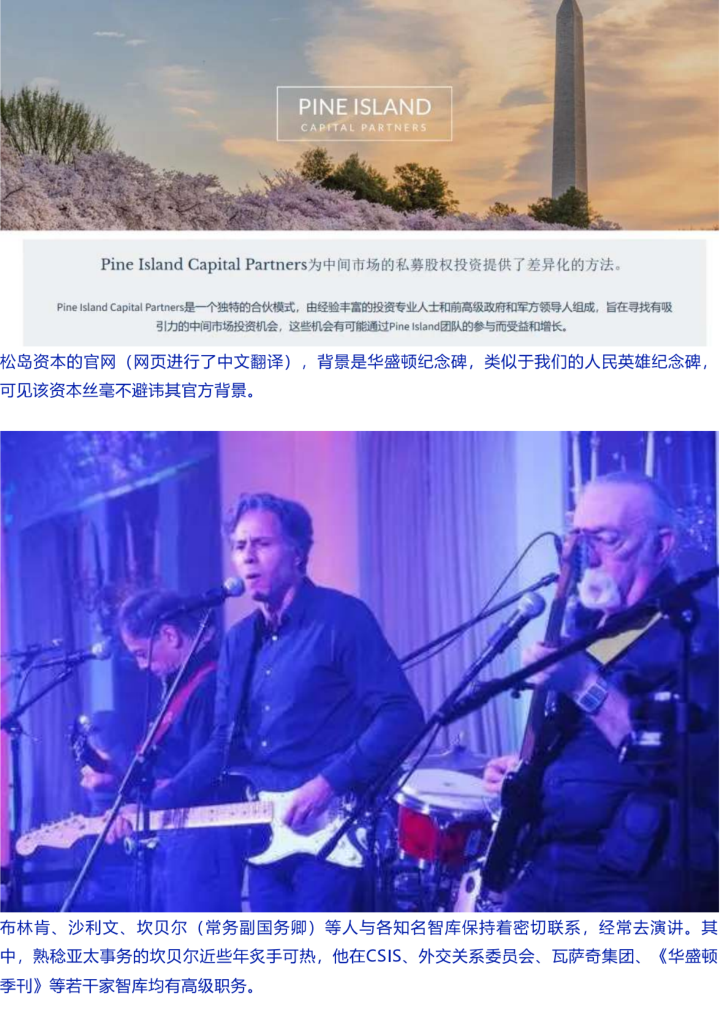 PINE ISLAND
CAPITAL PARTNERS
Pine Island Capital Partners为中间市场的私募股权投资提供了差异化的方法。
Pine Island Capital Partners是一个独特的合伙模式，由经验丰富的投资专业人士和前高级政府和军方领导人组成，旨在寻找有吸
引力的中间市场投资机会，这些机会有可能通过Pine Island团队的参与而受益和增长。
松岛资本的官网（网页进行了中文翻译），背景是华盛顿纪念碑，类似于我们的人民英雄纪念碑，
可见该资本丝毫不避讳其官方背景。
布林肯、沙利文、坎贝尔（常务副国务卿）等人与各知名智库保持着密切联系，经常去演讲。其
中，熟稔亚太事务的坎贝尔近些年炙手可热，他在CSIS、外交关系委员会、瓦萨奇集团、《华盛顿
季刊》等若干家智库均有高级职务。